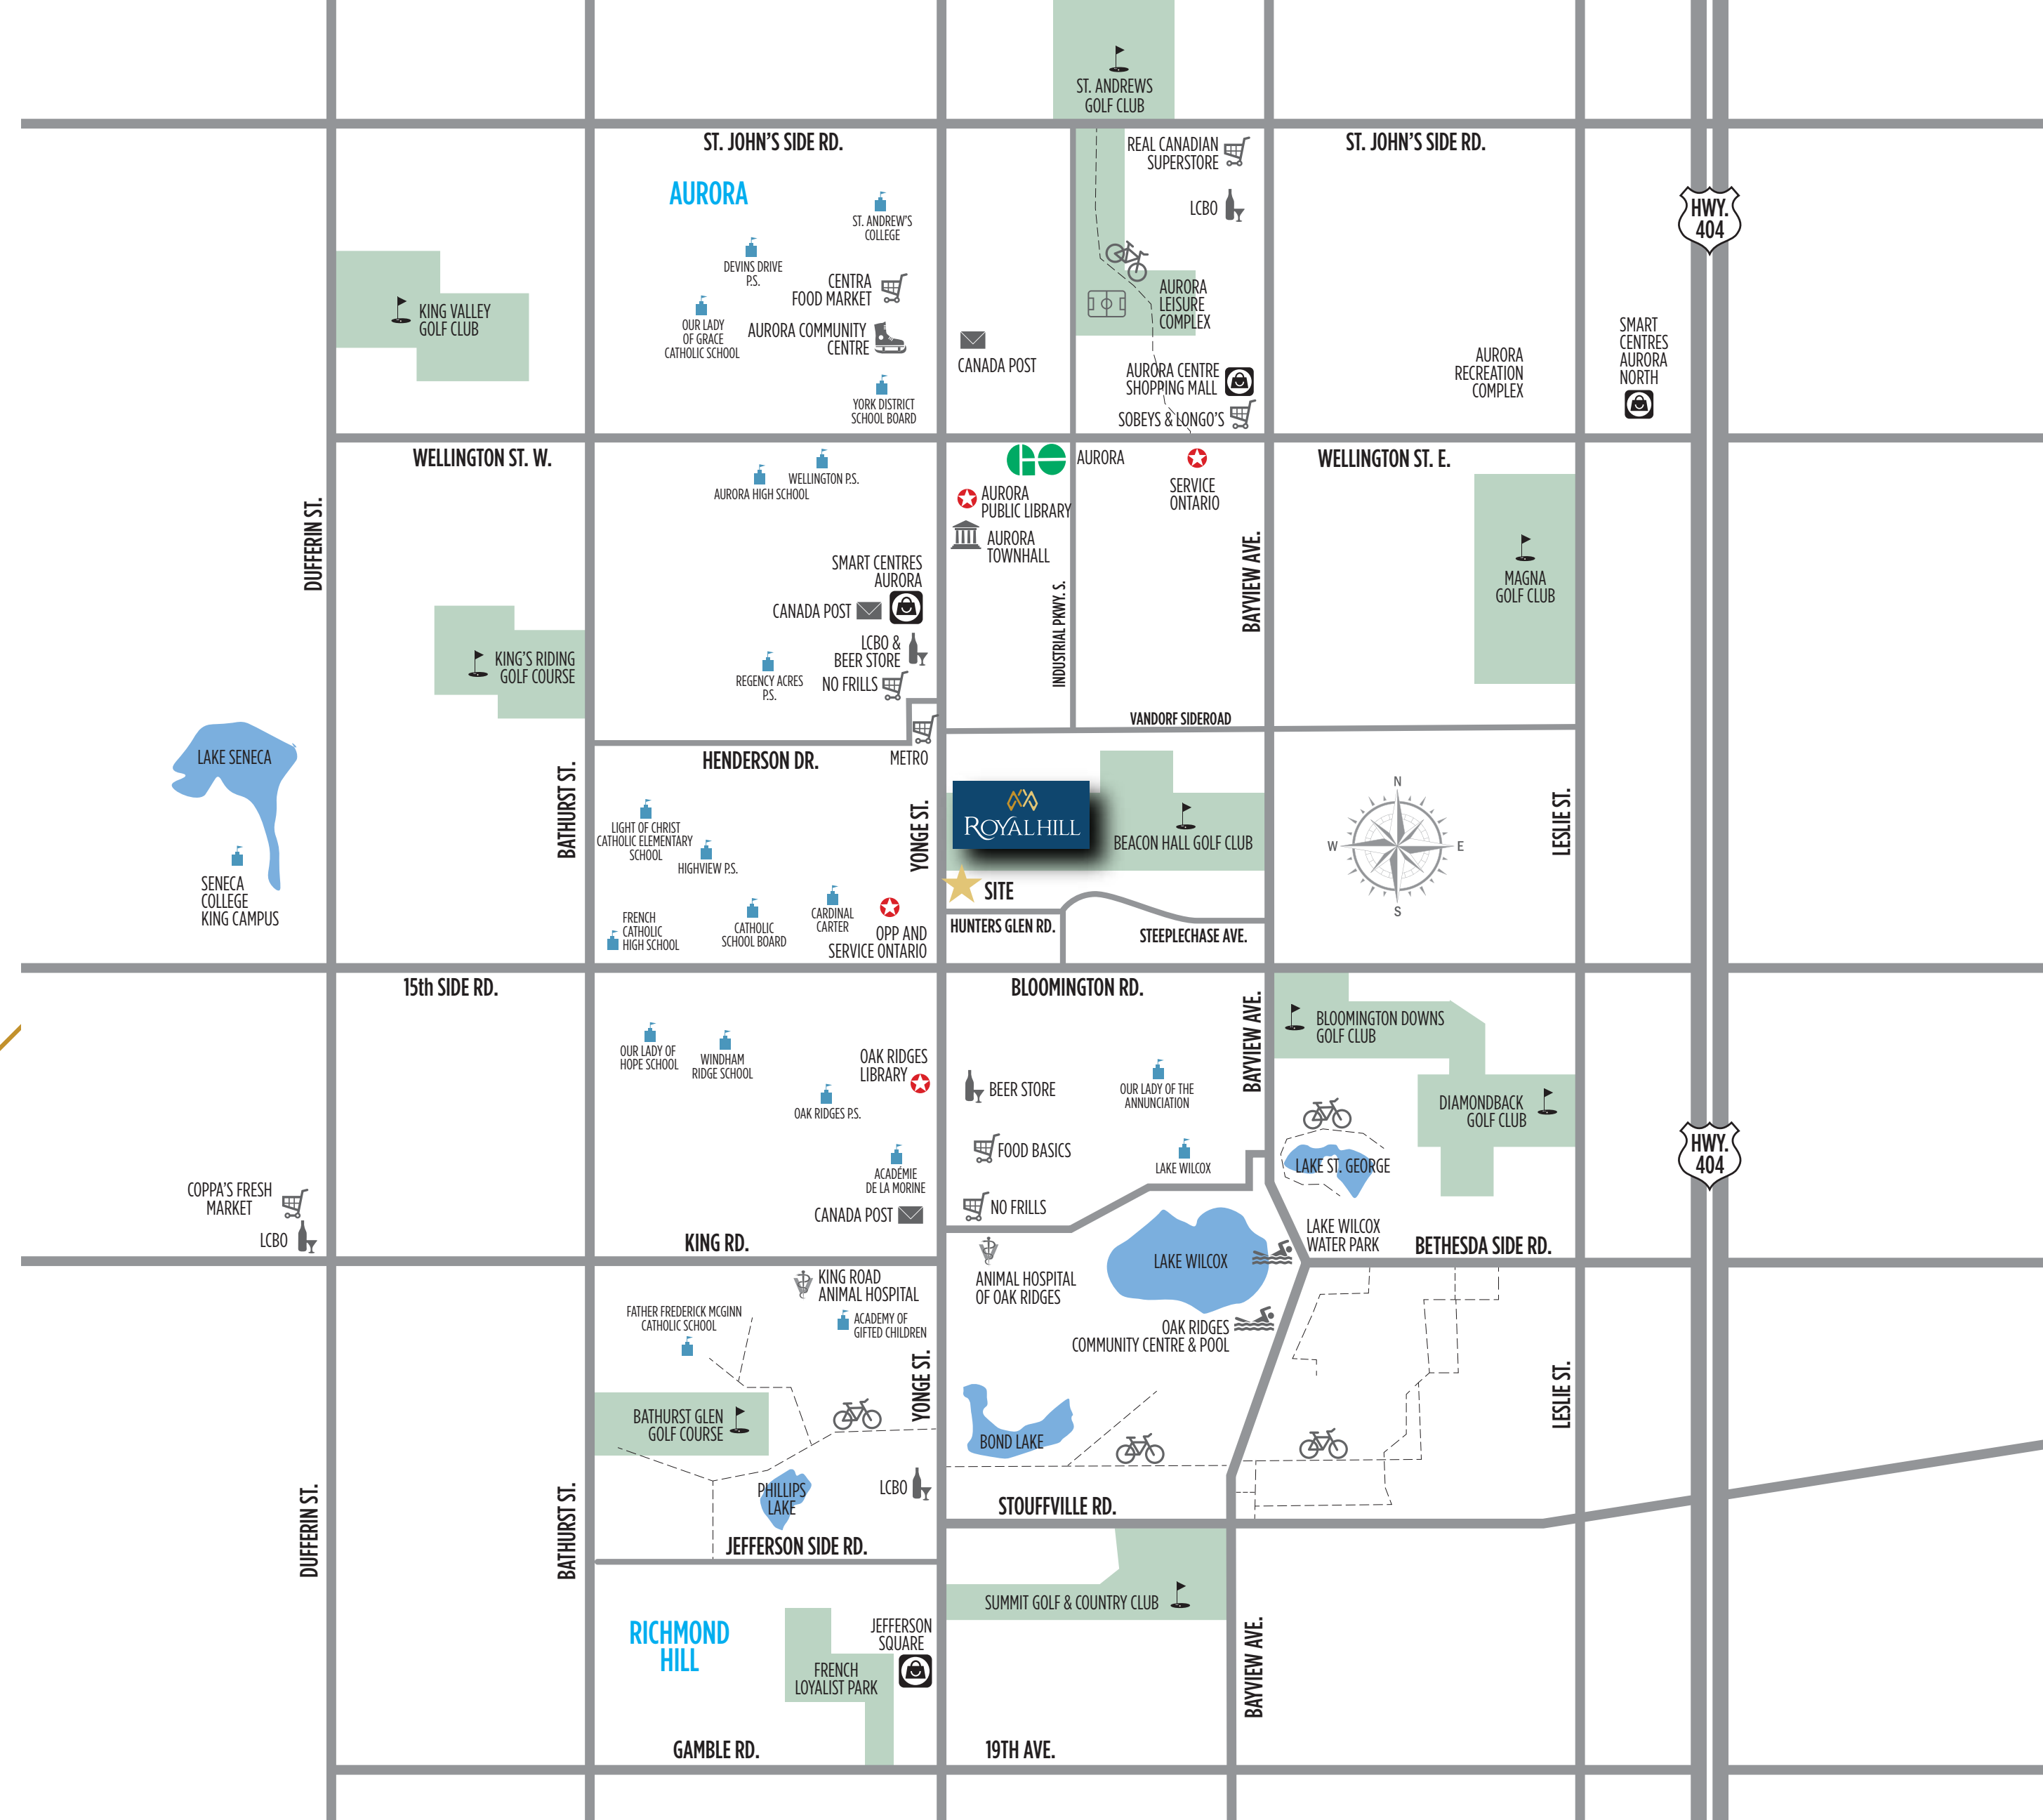 ST. ANDREWS
GOLF CLUB
ST. JOHN'S SIDE RD.
ST. JOHN'S SIDE RD.
REAL CANADIAN
SUPERSTORE
LCBO
HWY.
404
AURORA
ST. ANDREW'S
COLLEGE
DEVINS DRIVE
P.S.
CENTRA
FOOD MARKET
OUR LADY
OF GRACE
CATHOLIC SCHOOL
AURORA COMMUNITY
CENTRE
YORK DISTRICT
SCHOOL BOARD
KING VALLEY
GOLF CLUB
CANADA POST
AURORA
LEISURE
COMPLEX
AURORA CENTRE
SHOPPING MALL
SOBEYS & LONGO'S
AURORA
RECREATION
COMPLEX
SMART
CENTRES
AURORA
NORTH
WELLINGTON ST. W.
WELLINGTON ST. E.
WELLINGTON P.S.
AURORA HIGH SCHOOL
GO
AURORA
AURORA
PUBLIC LIBRARY
AURORA
TOWNHALL
SERVICE
ONTARIO
DUFFERIN ST.
BAYVIEW AVE.
INDUSTRIAL PKWY. S.
MAGNA
GOLF CLUB
SMART CENTRES
AURORA
CANADA POST
LCBO &
BEER STORE
NO FRILLS
REGENCY ACRES
P.S.
KING'S RIDING
GOLF COURSE
VANDORF SIDEROAD
METRO
HENDERSON DR.
LAKE SENECA
SENECA
COLLEGE
KING CAMPUS
BATHURST ST.
YONGE ST.
LESLIE ST.
LIGHT OF CHRIST
CATHOLIC ELEMENTARY
SCHOOL
HIGHVIEW P.S.
FRENCH
CATHOLIC
HIGH SCHOOL
CATHOLIC
SCHOOL BOARD
CARDINAL
CARTER
OPP AND
SERVICE ONTARIO
ROYAL HILL
BEACON HALL GOLF CLUB
SITE
HUNTERS GLEN RD.
STEEPLECHASE AVE.
N
W
E
S
15th SIDE RD.
BLOOMINGTON RD.
BAYVIEW AVE.
BLOOMINGTON DOWNS
GOLF CLUB
DIAMONDBACK
GOLF CLUB
OUR LADY OF
HOPE SCHOOL
WINDHAM
RIDGE SCHOOL
OAK RIDGES
LIBRARY
OAK RIDGES P.S.
ACADÉMIE
DE LA MORINE
CANADA POST
BEER STORE
OUR LADY OF THE
ANNUNCIATION
FOOD BASICS
LAKE WILCOX
NO FRILLS
LAKE ST. GEORGE
HWY.
404
COPPA'S FRESH
MARKET
LCBO
KING RD.
LAKE WILCOX
WATER PARK
BETHESDA SIDE RD.
LAKE WILCOX
ANIMAL HOSPITAL
OF OAK RIDGES
KING ROAD
ANIMAL HOSPITAL
FATHER FREDERICK MCGINN
CATHOLIC SCHOOL
ACADEMY OF
GIFTED CHILDREN
OAK RIDGES
COMMUNITY CENTRE & POOL
YONGE ST.
LESLIE ST.
BATHURST GLEN
GOLF COURSE
BOND LAKE
PHILLIPS
LAKE
LCBO
STOUFFVILLE RD.
DUFFERIN ST.
BATHURST ST.
JEFFERSON SIDE RD.
SUMMIT GOLF & COUNTRY CLUB
RICHMOND
HILL
JEFFERSON
SQUARE
FRENCH
LOYALIST PARK
BAYVIEW AVE.
GAMBLE RD.
19TH AVE.